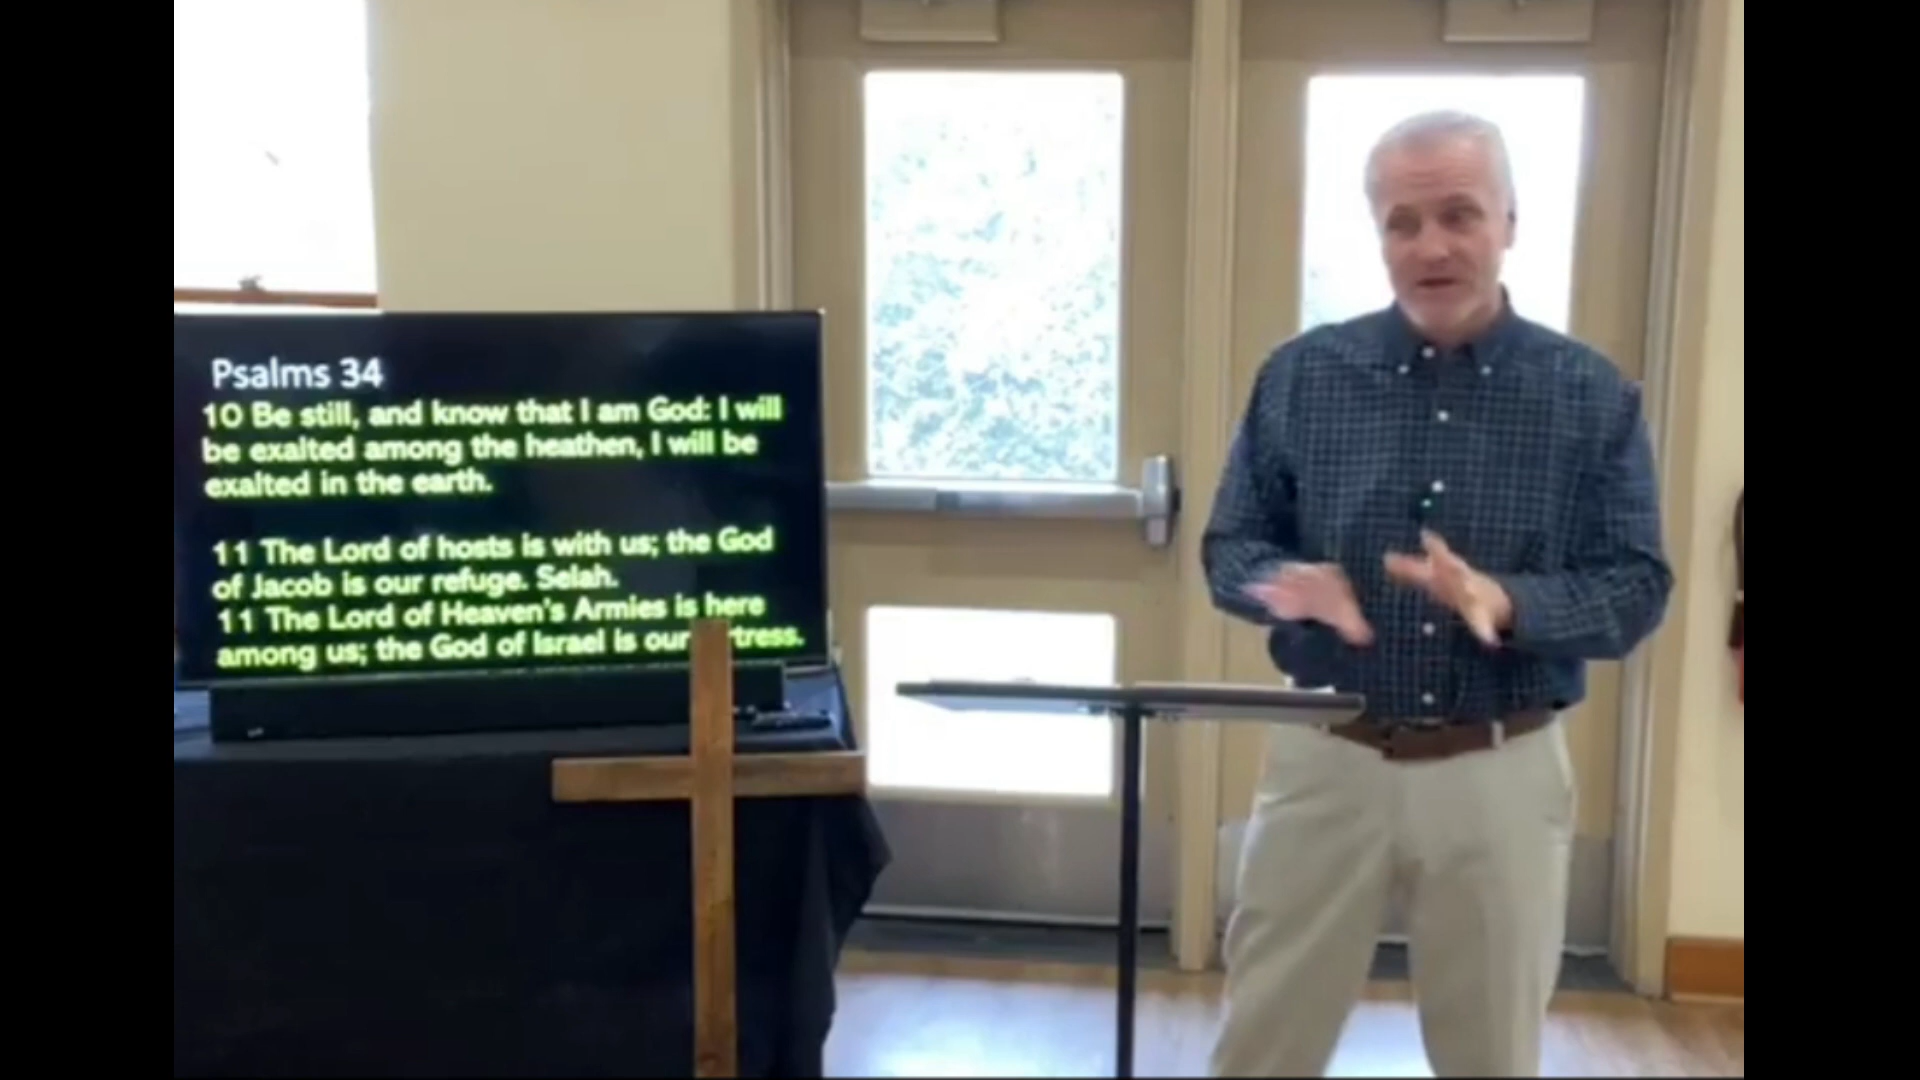 Psalms 34
10 Be still, and know that I am God: I will
be exalted among the heathen, I will be
exalted in the earth.
11 The Lord of hosts is with us; the God
of Jacob is our refuge. Selah.
11 The Lord of Heaven's Armies is here
among us; the God of Israel is our rtress.